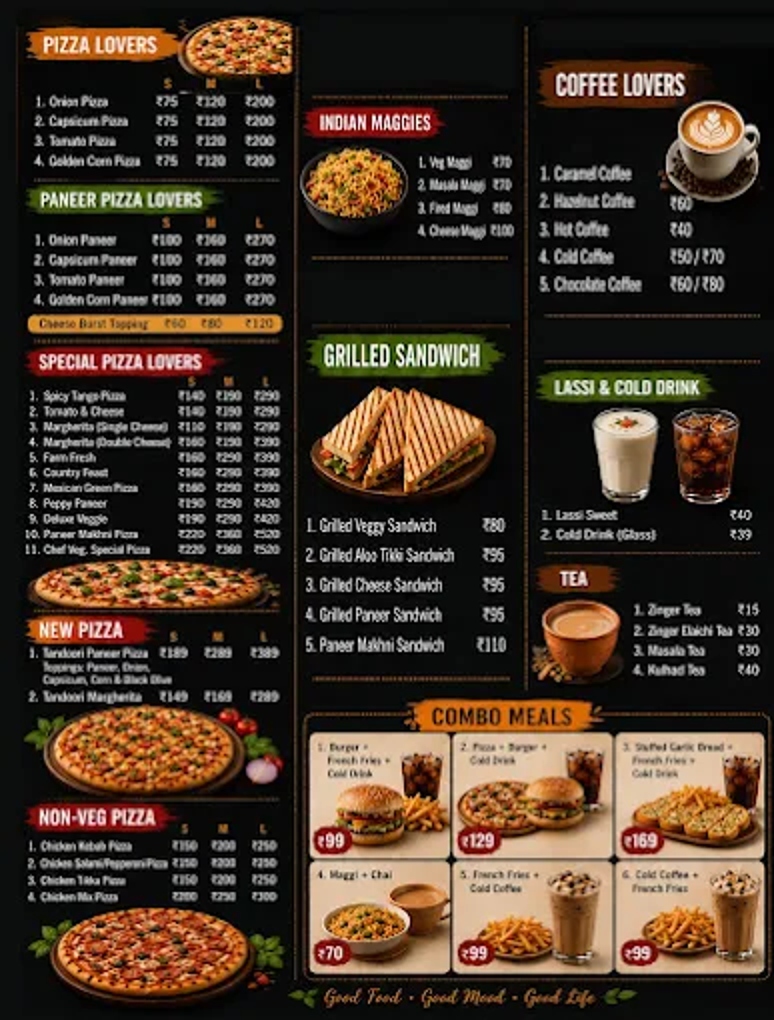 PIZZA LOVERS
S M L
1. Onion Pizza ₹75 ₹120 ₹200
2. Capsicum Pizza ₹75 ₹120 ₹200
3. Tomato Pizza ₹75 ₹120 ₹200
4. Golden Corn Pizza ₹75 ₹120 ₹200
PANEER PIZZA LOVERS
S M L
1. Onion Paneer ₹100 ₹160 ₹270
2. Capsicum Paneer ₹100 ₹160 ₹270
3. Tomato Paneer ₹100 ₹160 ₹270
4. Golden Corn Paneer ₹100 ₹160 ₹270
Cheese Burst Topping ₹60 ₹80 ₹120
SPECIAL PIZZA LOVERS
S M L
1. Spicy Tango Pizza ₹140 ₹190 ₹290
2. Tomato & Cheese ₹140 ₹190 ₹290
3. Margherita (Single Cheese) ₹110 ₹190 ₹290
4. Margherita (Double Cheese) ₹160 ₹190 ₹390
5. Farm Fresh ₹160 ₹290 ₹390
6. Country Feast ₹160 ₹290 ₹390
7. Mexican Green Pizza ₹160 ₹290 ₹390
8. Peppy Paneer ₹190 ₹290 ₹420
9. Deluxe Veggie ₹190 ₹290 ₹420
10. Paneer Makhni Pizza ₹220 ₹360 ₹520
11. Chef Veg. Special Pizza ₹220 ₹360 ₹520
NEW PIZZA
S M L
1. Tandoori Paneer Pizza ₹189 ₹289 ₹389
Toppings: Paneer, Onion,
Capsicum, Corn & Black Olive
2. Tandoori Margherita ₹149 ₹169 ₹289
NON-VEG PIZZA
S M L
1. Chicken Kebab Pizza ₹150 ₹200 ₹250
2. Chicken Salami/Pepperoni Pizza ₹150 ₹200 ₹250
3. Chicken Tikka Pizza ₹150 ₹200 ₹250
4. Chicken Mix Pizza ₹200 ₹250 ₹300
INDIAN MAGGIES
1. Veg Maggi ₹70
2. Masala Maggi ₹70
3. Fired Maggi ₹80
4. Cheese Maggi ₹100
GRILLED SANDWICH
1. Grilled Veggy Sandwich ₹80
2. Grilled Aloo Tikki Sandwich ₹95
3. Grilled Cheese Sandwich ₹95
4. Grilled Paneer Sandwich ₹95
5. Paneer Makhni Sandwich ₹110
COFFEE LOVERS
1. Caramel Coffee
2. Hazelnut Coffee ₹60
3. Hot Coffee ₹40
4. Cold Coffee ₹50 / ₹70
5. Chocolate Coffee ₹60 / ₹80
LASSI & COLD DRINK
1. Lassi Sweet ₹40
2. Cold Drink (Glass) ₹39
TEA
1. Zinger Tea ₹15
2. Zinger Elaichi Tea ₹30
3. Masala Tea ₹30
4. Kulhad Tea ₹40
COMBO MEALS
1. Burger +
French Fries +
Cold Drink
₹99
2. Pizza + Burger +
Cold Drink
₹129
3. Stuffed Garlic Bread +
French Fries +
Cold Drink
₹169
4. Maggi + Chai
₹70
5. French Fries +
Cold Coffee
₹99
6. Cold Coffee +
French Fries
₹99
Good Food • Good Mood • Good Life